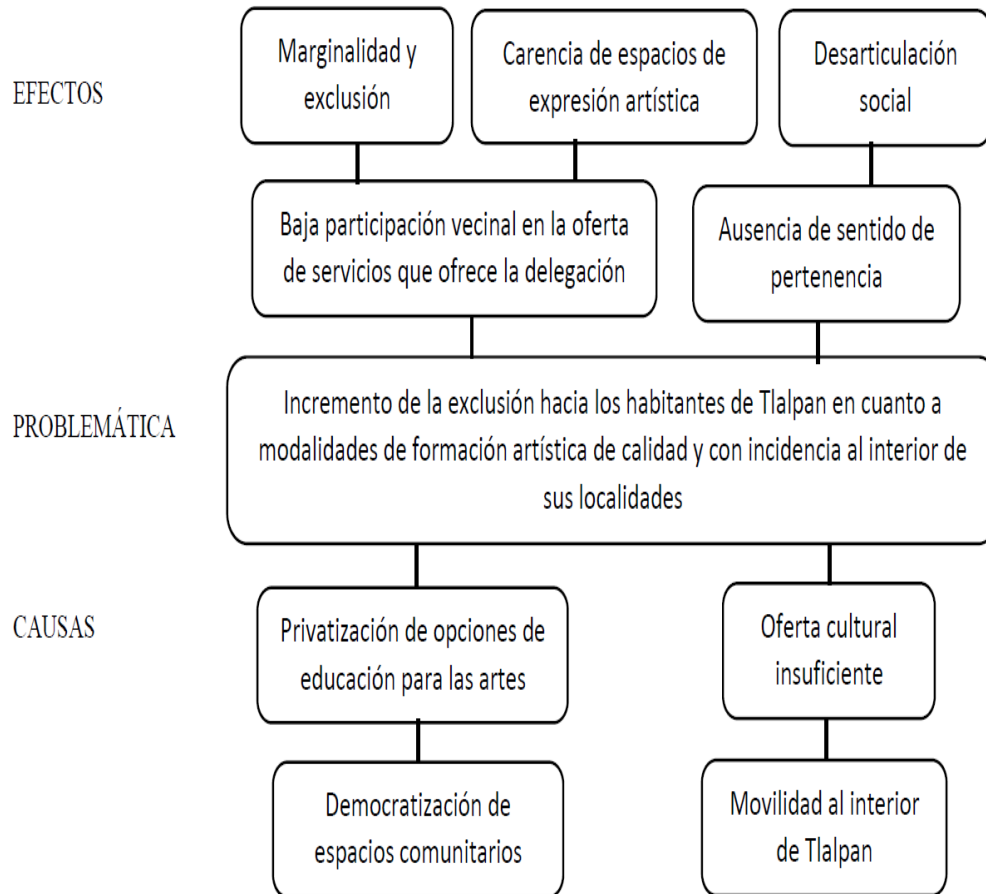 EFECTOS
Marginalidad y
exclusión
Carencia de espacios de
expresión artística
Desarticulación
social
Baja participación vecinal en la oferta
de servicios que ofrece la delegación
Ausencia de sentido de
pertenencia
PROBLEMÁTICA
Incremento de la exclusión hacia los habitantes de Tlalpan en cuanto a
modalidades de formación artística de calidad y con incidencia al interior de
sus localidades
CAUSAS
Privatización de opciones de
educación para las artes
Oferta cultural
insuficiente
Democratización de
espacios comunitarios
Movilidad al interior
de Tlalpan